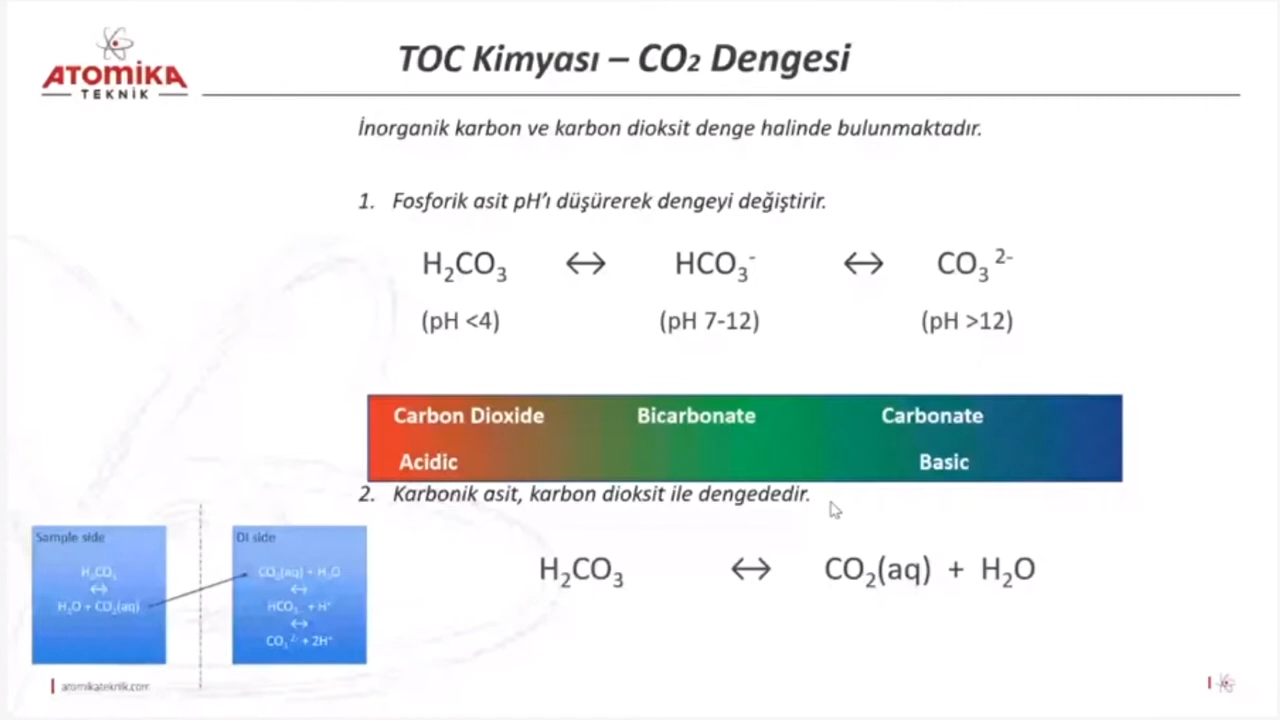 ATOMİKA
TEKNİK
TOC Kimyası – CO₂ Dengesi
İnorganik karbon ve karbon dioksit denge halinde bulunmaktadır.
1. Fosforik asit pH'ı düşürerek dengeyi değiştirir.
H₂CO₃ ↔ HCO₃⁻ ↔ CO₃²⁻
(pH <4) (pH 7-12) (pH >12)
Carbon Dioxide Bicarbonate Carbonate
Acidic Basic
2. Karbonik asit, karbon dioksit ile dengededir.
H₂CO₃ ↔ CO₂(aq) + H₂O
Sample side
H₂CO₃
↔
H₂O + CO₂(aq)
DI side
CO₂(aq) + H₂O
↔
HCO₃⁻ + H⁺
↔
CO₃²⁻ + 2H⁺
atomikateknik.com